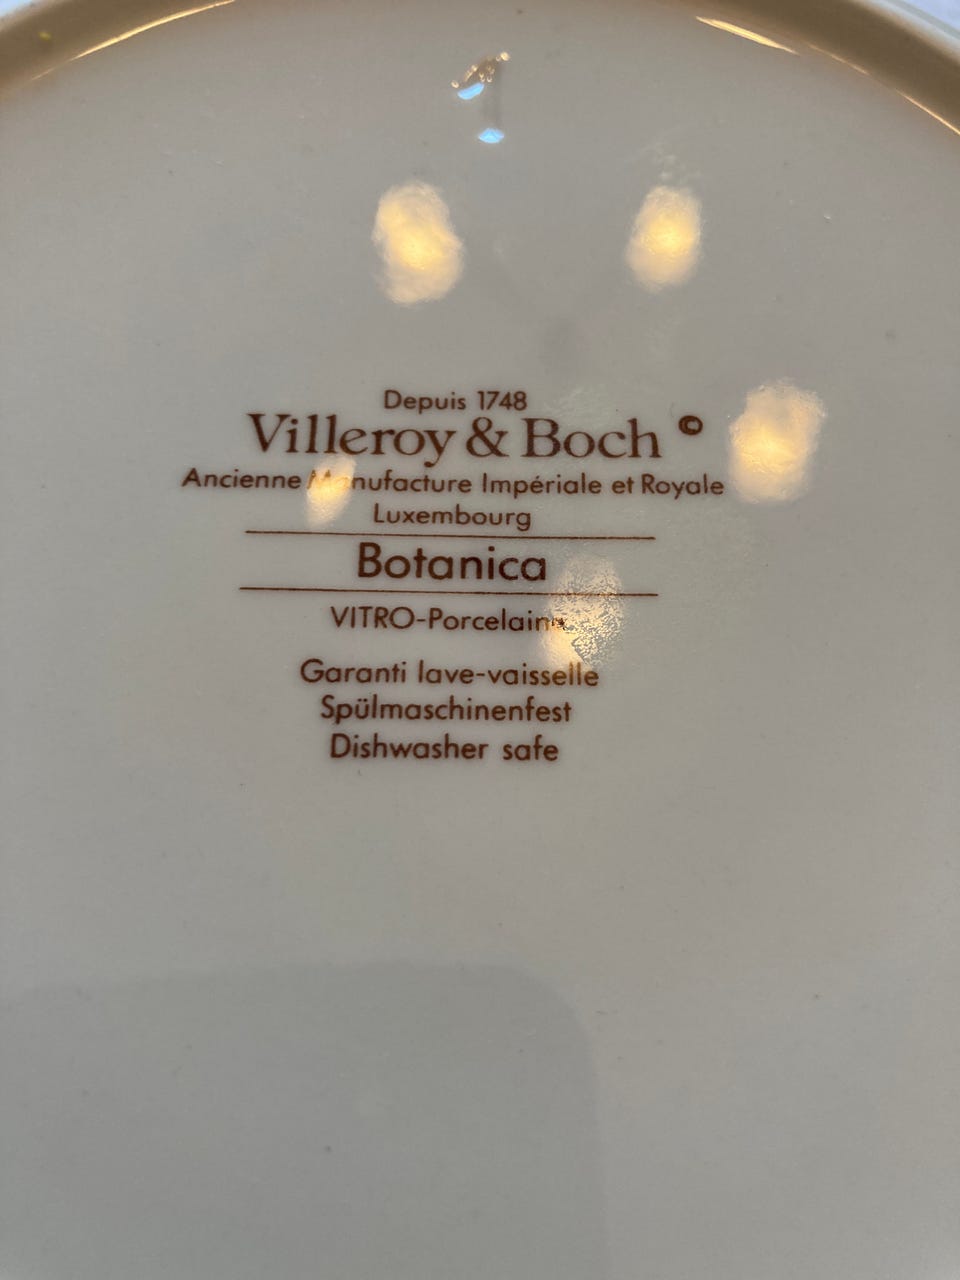 Depuis 1748
Villeroy & Boch ©
Ancienne Manufacture Impériale et Royale
Luxembourg
Botanica
VITRO-Porcelaine
Garanti lave-vaisselle
Spülmaschinenfest
Dishwasher safe